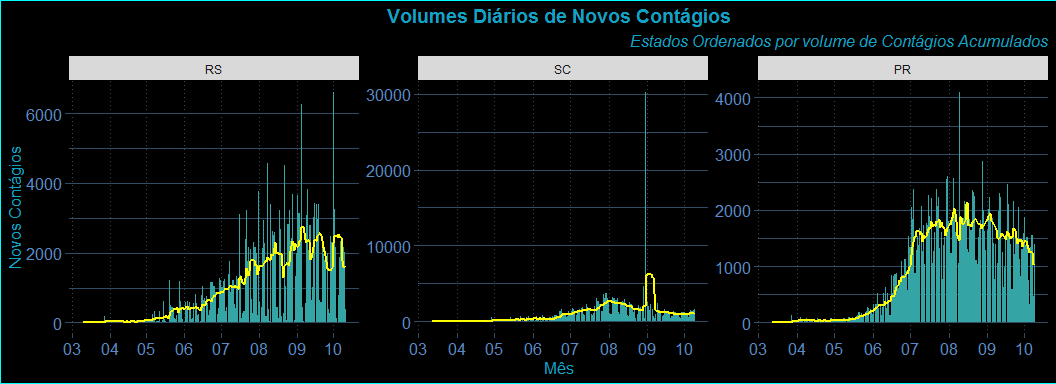 Volumes Diários de Novos Contágios
Estados Ordenados por volume de Contágios Acumulados
RS
SC
PR
Novos Contágios
6000
4000
2000
0
03 04 05 06 07 08 09 10
30000
20000
10000
0
03 04 05 06 07 08 09 10
4000
3000
2000
1000
0
03 04 05 06 07 08 09 10
Mês